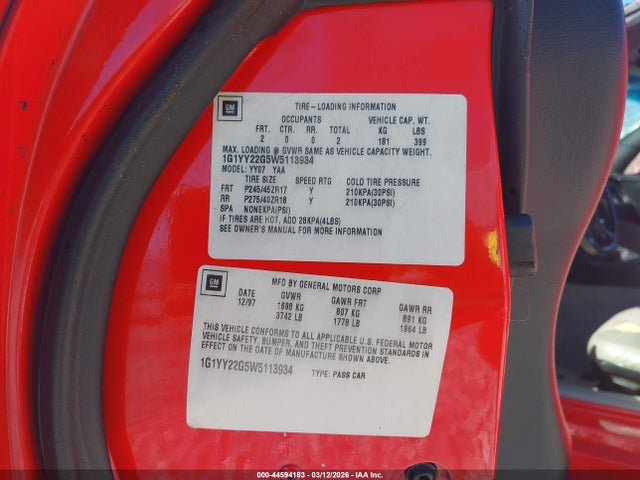 GM
TIRE-LOADING INFORMATION
OCCUPANTS VEHICLE CAP. WT.
FRT. CTR. RR. TOTAL KG LBS
2 0 0 2 181 399
MAX. LOADING @ GVWR SAME AS VEHICLE CAPACITY WEIGHT.
1G1YY22G5W5113934
MODEL: YY07 YAA
TIRE SIZE SPEED RTG COLD TIRE PRESSURE
FRT P245/45ZR17 Y 210KPA(30PSI)
RR P275/40ZR18 Y 210KPA(30PSI)
SPA NONEKPA(PSI)
IF TIRES ARE HOT, ADD 28KPA(4LBS)
SEE OWNER'S MANUAL FOR MORE INFORMATION
GM
MFD BY GENERAL MOTORS CORP
DATE GVWR GAWR FRT GAWR RR
12/97 1698 KG 807 KG 891 KG
3742 LB 1778 LB 1964 LB
THIS VEHICLE CONFORMS TO ALL APPLICABLE U.S. FEDERAL MOTOR
VEHICLE SAFETY, BUMPER, AND THEFT PREVENTION STANDARDS IN
EFFECT ON THE DATE OF MANUFACTURE SHOWN ABOVE.
1G1YY22G5W5113934 TYPE: PASS CAR
000-44594183 - 03/12/2026 - IAA Inc.